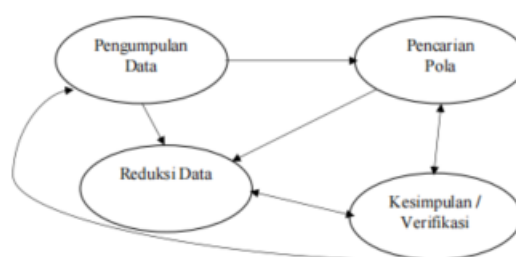 Pengumpulan
Data
Pencarian
Pola
Reduksi Data
Kesimpulan /
Verifikasi